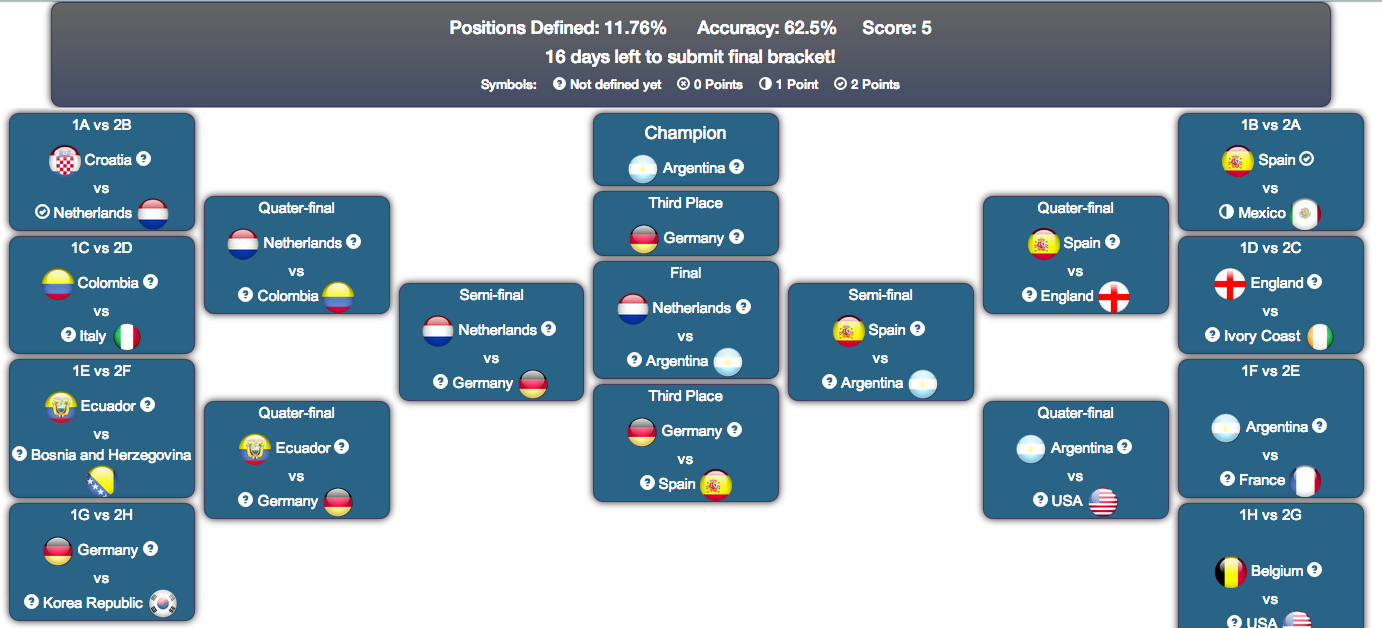 Positions Defined: 11.76% Accuracy: 62.5% Score: 5
16 days left to submit final bracket!
Symbols: Not defined yet 0 Points 1 Point 2 Points
1A vs 2B
Croatia
vs
Netherlands
1C vs 2D
Colombia
vs
Italy
1E vs 2F
Ecuador
vs
Bosnia and Herzegovina
1G vs 2H
Germany
vs
Korea Republic
Quater-final
Netherlands
vs
Colombia
Quater-final
Ecuador
vs
Germany
Semi-final
Netherlands
vs
Germany
Champion
Argentina
Third Place
Germany
Final
Netherlands
vs
Argentina
Third Place
Germany
vs
Spain
Semi-final
Spain
vs
Argentina
Quater-final
Spain
vs
England
Quater-final
Argentina
vs
USA
1B vs 2A
Spain
vs
Mexico
1D vs 2C
England
vs
Ivory Coast
1F vs 2E
Argentina
vs
France
1H vs 2G
Belgium
vs
USA